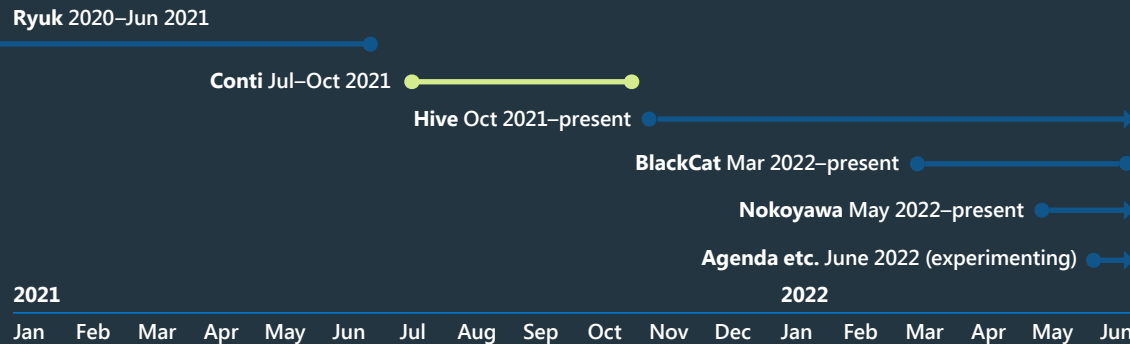 Ryuk 2020–Jun 2021
Conti Jul–Oct 2021
Hive Oct 2021–present
BlackCat Mar 2022–present
Nokoyawa May 2022–present
Agenda etc. June 2022 (experimenting)
2021 2022
Jan Feb Mar Apr May Jun Jul Aug Sep Oct Nov Dec Jan Feb Mar Apr May Jun